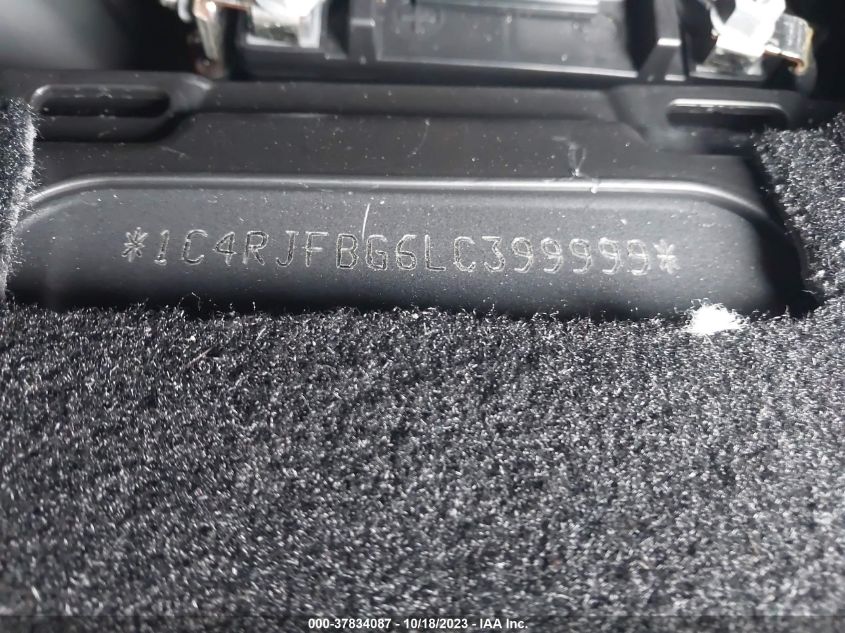 *1C4RJFBG6LC399999*
000-37834087 - 10/18/2023 - IAA Inc.